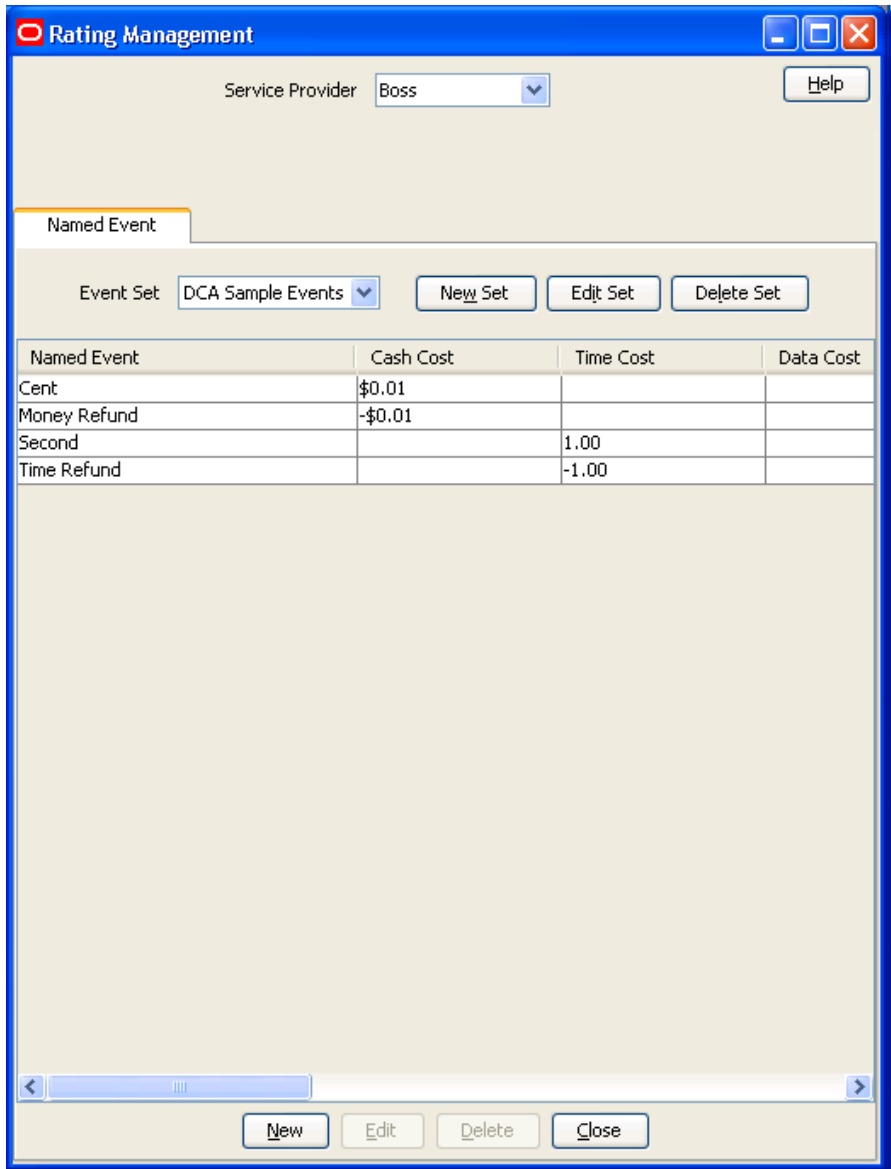 Rating Management
Service Provider Boss Help
Named Event
Event Set DCA Sample Events New Set Edit Set Delete Set
Named Event Cash Cost Time Cost Data Cost
Cent $0.01
Money Refund -$0.01
Second 1.00
Time Refund -1.00
New Edit Delete Close